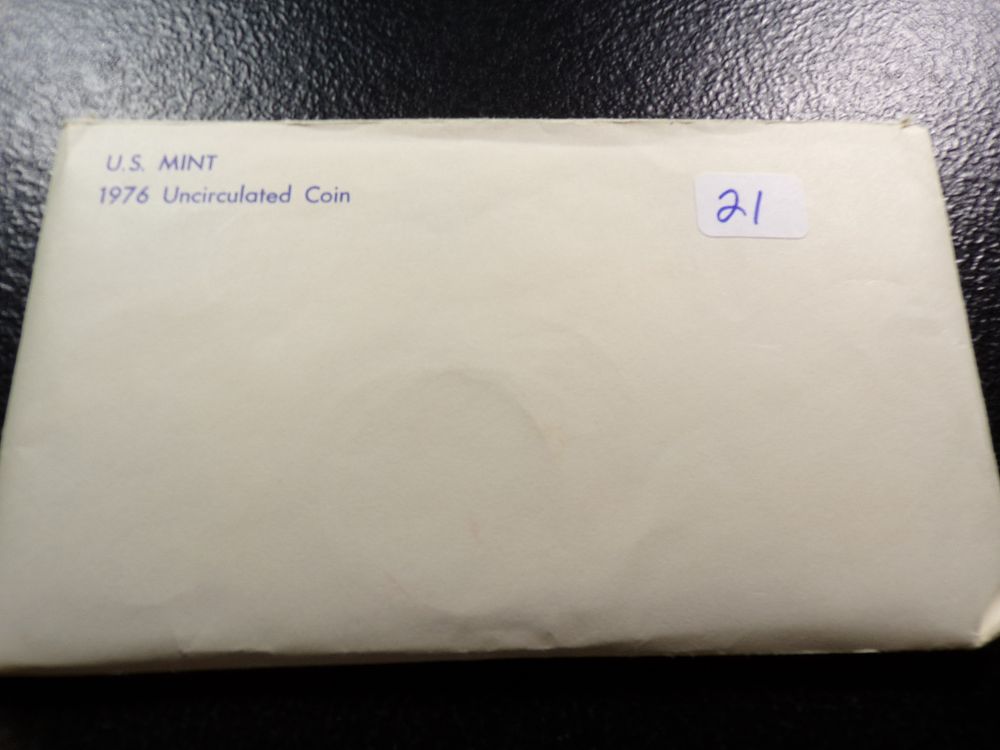 U.S. MINT
1976 Uncirculated Coin
21